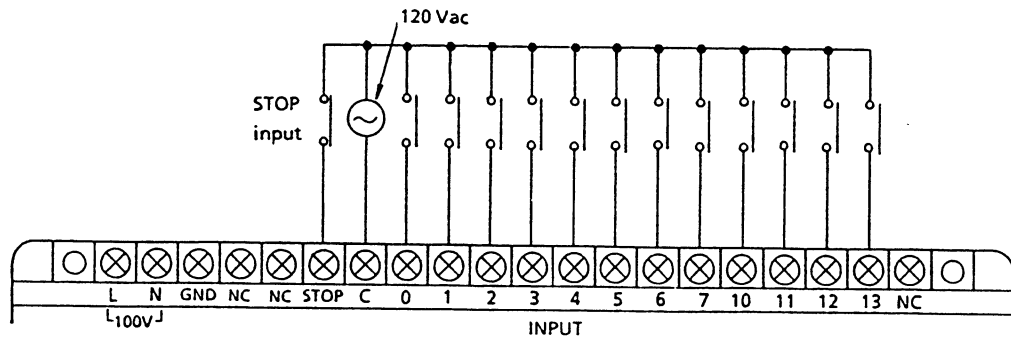 120 Vac
STOP
input
L N GND NC NC STOP C 0 1 2 3 4 5 6 7 10 11 12 13 NC
100V
INPUT